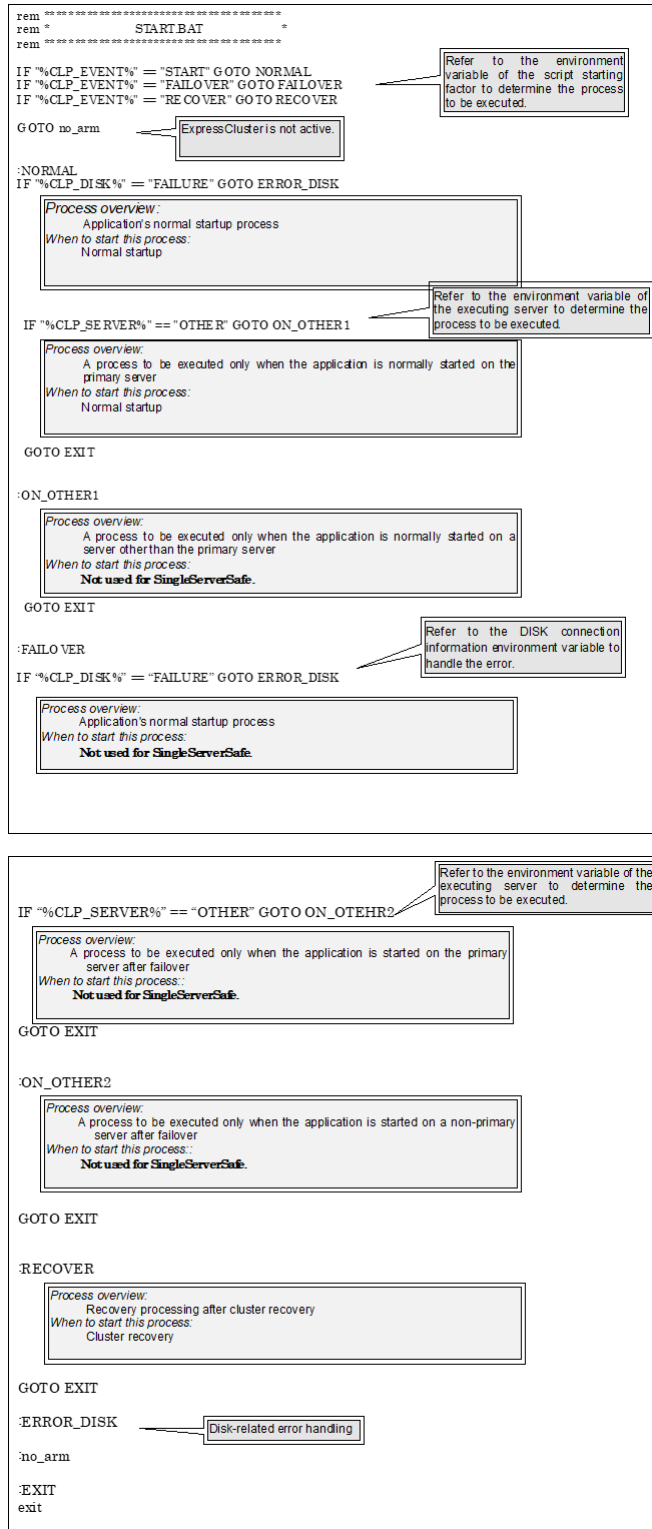 rem ***************************************
rem * START.BAT *
rem ***************************************
IF "%CLP_EVENT%" == "START" GOTO NORMAL
IF "%CLP_EVENT%" == "FAILOVER" GOTO FAILOVER
IF "%CLP_EVENT%" == "RECOVER" GOTO RECOVER
Refer to the environment
variable of the script starting
factor to determine the process
to be executed.
GOTO no_arm
ExpressCluster is not active.
:NORMAL
IF "%CLP_DISK%" == "FAILURE" GOTO ERROR_DISK
Process overview:
Application's normal startup process
When to start this process:
Normal startup
Refer to the environment variable of
the executing server to determine the
process to be executed.
IF "%CLP_SERVER%" == "OTHER" GOTO ON_OTHER1
Process overview:
A process to be executed only when the application is normally started on the
primary server
When to start this process:
Normal startup
GOTO EXIT
:ON_OTHER1
Process overview:
A process to be executed only when the application is normally started on a
server other than the primary server
When to start this process:
Not used for SingleServerSafe.
GOTO EXIT
Refer to the DISK connection
information environment variable to
handle the error.
:FAILOVER
IF "%CLP_DISK%" == "FAILURE" GOTO ERROR_DISK
Process overview:
Application's normal startup process
When to start this process:
Not used for SingleServerSafe.
Refer to the environment variable of the
executing server to determine the
process to be executed.
IF "%CLP_SERVER%" == "OTHER" GOTO ON_OTEHR2
Process overview:
A process to be executed only when the application is started on the primary
server after failover
When to start this process::
Not used for SingleServerSafe.
GOTO EXIT
:ON_OTHER2
Process overview:
A process to be executed only when the application is started on a non-primary
server after failover
When to start this process::
Not used for SingleServerSafe.
GOTO EXIT
:RECOVER
Process overview:
Recovery processing after cluster recovery
When to start this process:
Cluster recovery
GOTO EXIT
:ERROR_DISK
Disk-related error handling
:no_arm
:EXIT
exit